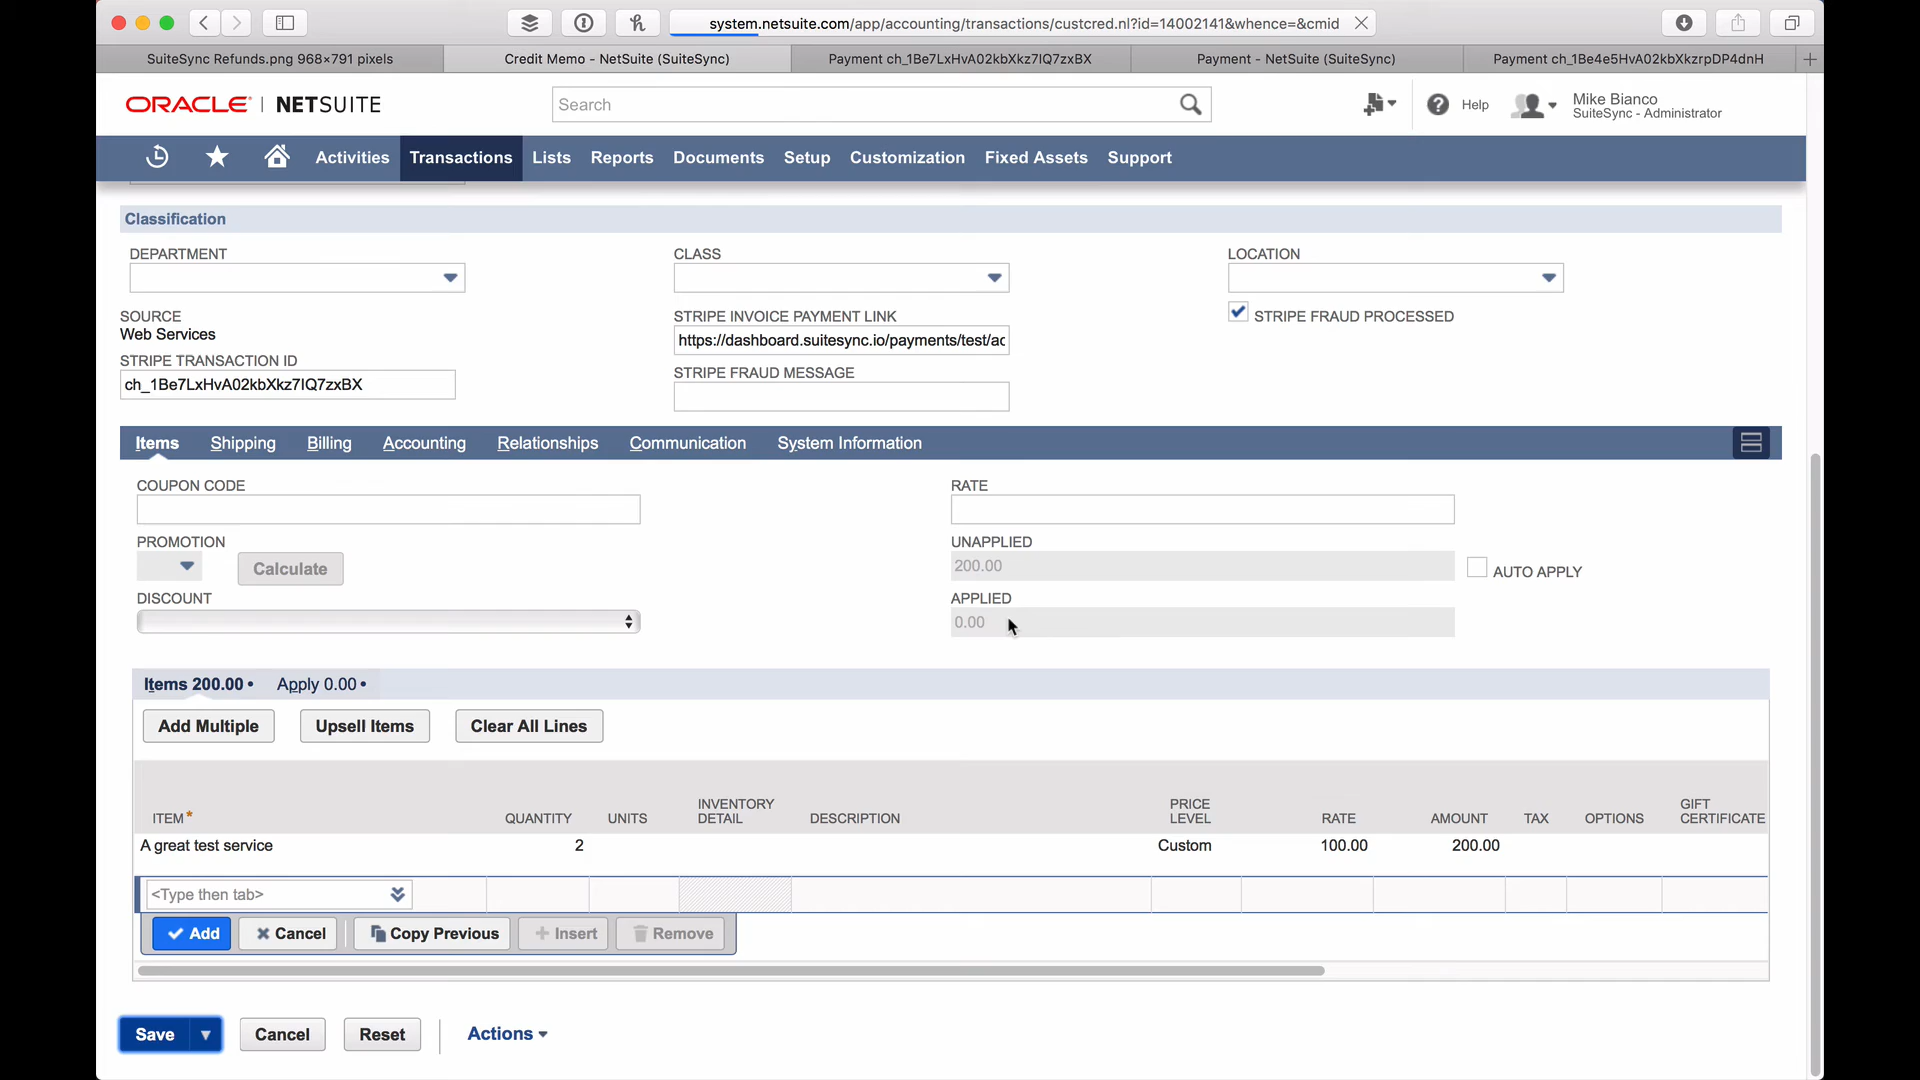 system.netsuite.com/app/accounting/transactions/custcred.nl?id=14002141&whence=&cmid
SuiteSync Refunds.png 968×791 pixels
Credit Memo - NetSuite (SuiteSync)
Payment ch_1Be7LxHvA02kbXkz7IQ7zxBX
Payment - NetSuite (SuiteSync)
Payment ch_1Be4e5HvA02kbXkzrpDP4dnH
ORACLE | NETSUITE
Search
Help
Mike Bianco
SuiteSync - Administrator
Activities
Transactions
Lists
Reports
Documents
Setup
Customization
Fixed Assets
Support
Classification
DEPARTMENT
CLASS
LOCATION
SOURCE
Web Services
STRIPE INVOICE PAYMENT LINK
https://dashboard.suitesync.io/payments/test/ac
STRIPE FRAUD PROCESSED
STRIPE TRANSACTION ID
ch_1Be7LxHvA02kbXkz7IQ7zxBX
STRIPE FRAUD MESSAGE
Items
Shipping
Billing
Accounting
Relationships
Communication
System Information
COUPON CODE
RATE
PROMOTION
Calculate
UNAPPLIED
200.00
AUTO APPLY
DISCOUNT
APPLIED
0.00
Items 200.00 •
Apply 0.00 •
Add Multiple
Upsell Items
Clear All Lines
ITEM *
QUANTITY
UNITS
INVENTORY
DETAIL
DESCRIPTION
PRICE
LEVEL
RATE
AMOUNT
TAX
OPTIONS
GIFT
CERTIFICATE
A great test service
2
Custom
100.00
200.00
<Type then tab>
Add
Cancel
Copy Previous
Insert
Remove
Save
Cancel
Reset
Actions